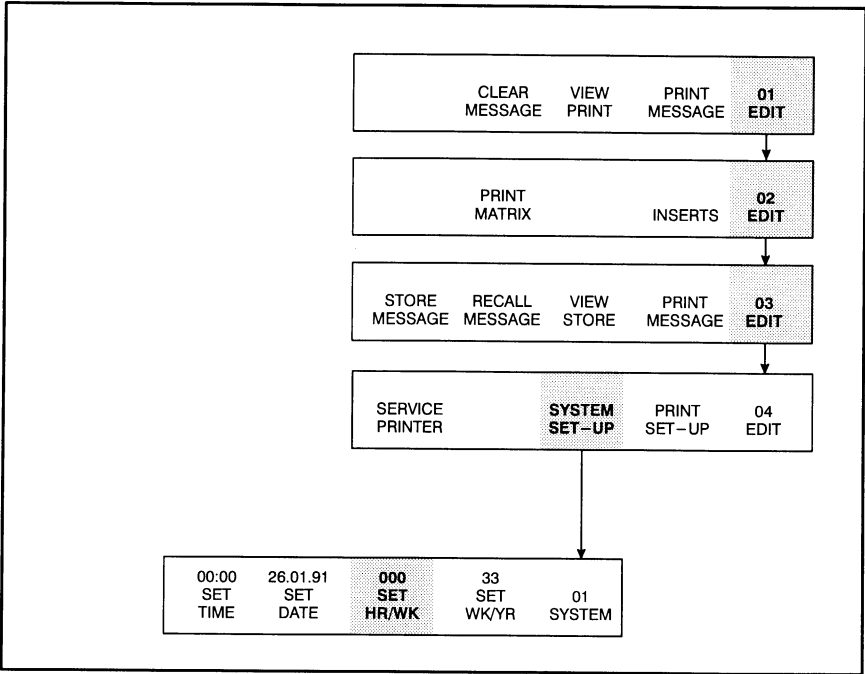 CLEAR VIEW PRINT 01
MESSAGE PRINT MESSAGE EDIT
PRINT 02
MATRIX INSERTS EDIT
STORE RECALL VIEW PRINT 03
MESSAGE MESSAGE STORE MESSAGE EDIT
SERVICE SYSTEM PRINT 04
PRINTER SET-UP SET-UP EDIT
00:00 26.01.91 000 33
SET SET SET SET 01
TIME DATE HR/WK WK/YR SYSTEM